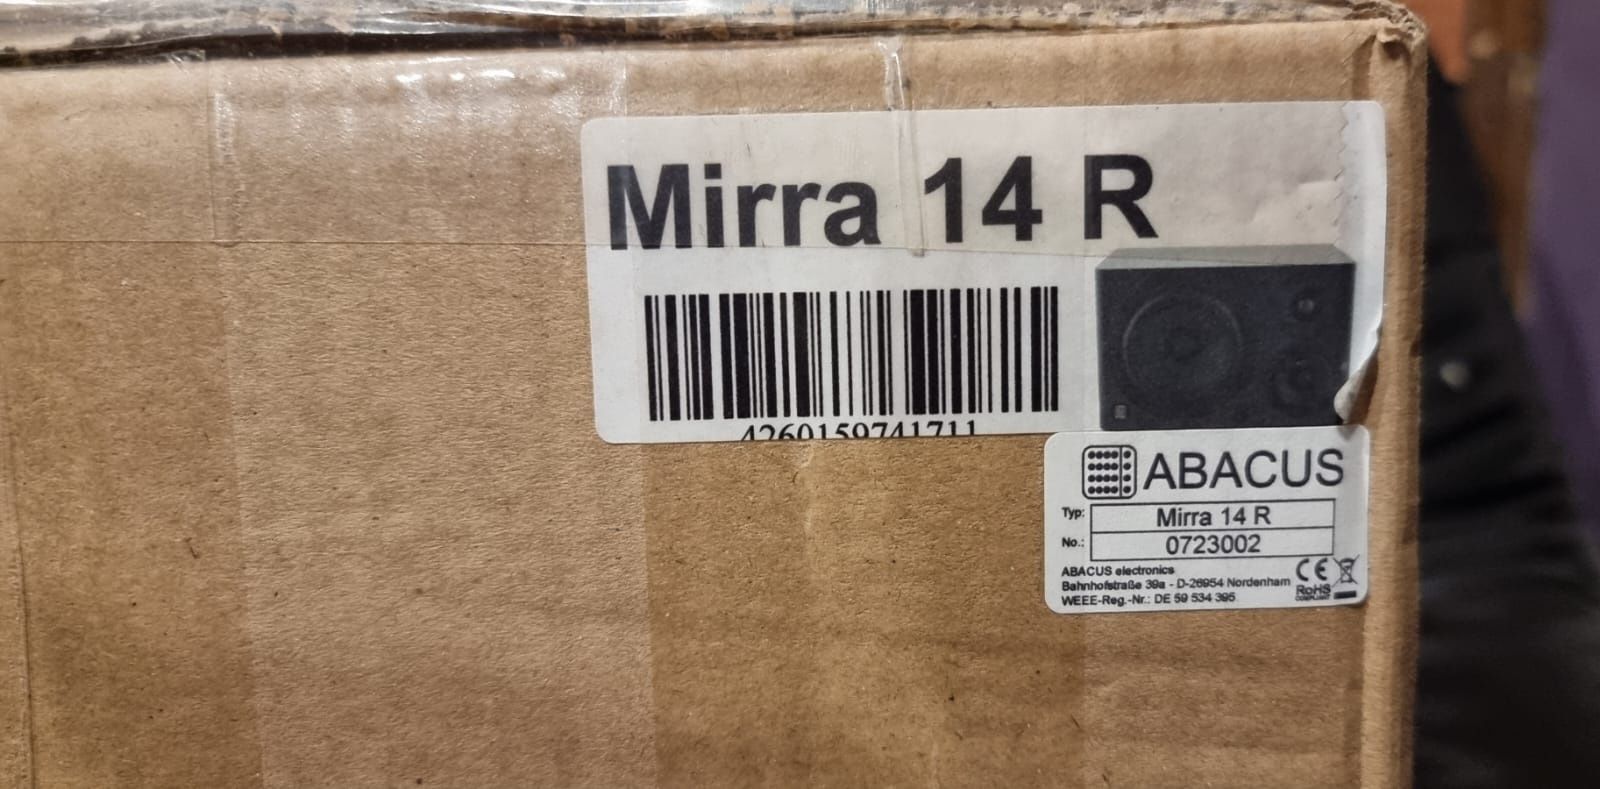 Mirra 14 R
4260159741711
ABACUS
Typ: Mirra 14 R
No.: 0723002
ABACUS electronics
Bahnhofstraße 39a - D-26954 Nordenham
WEEE-Reg.-Nr.: DE 59 534 395
CE
RoHS
COMPLIANT